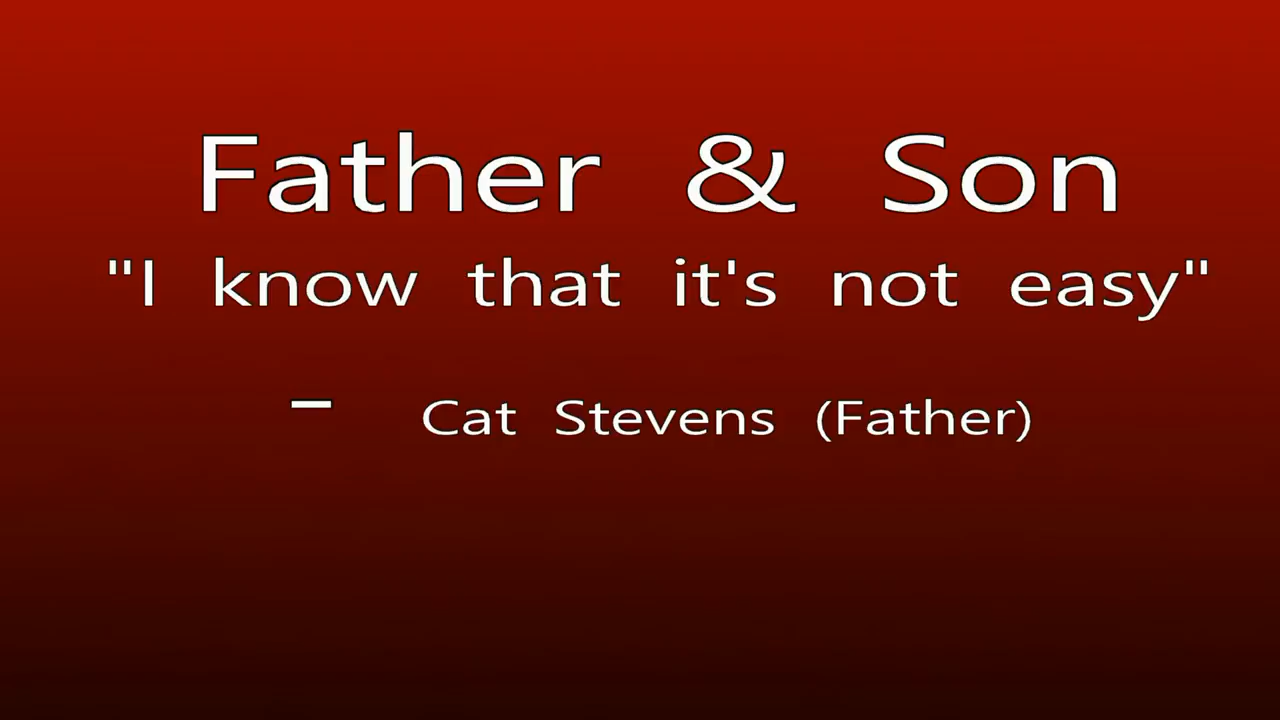 Father & Son
"I know that it's not easy"
– Cat Stevens (Father)